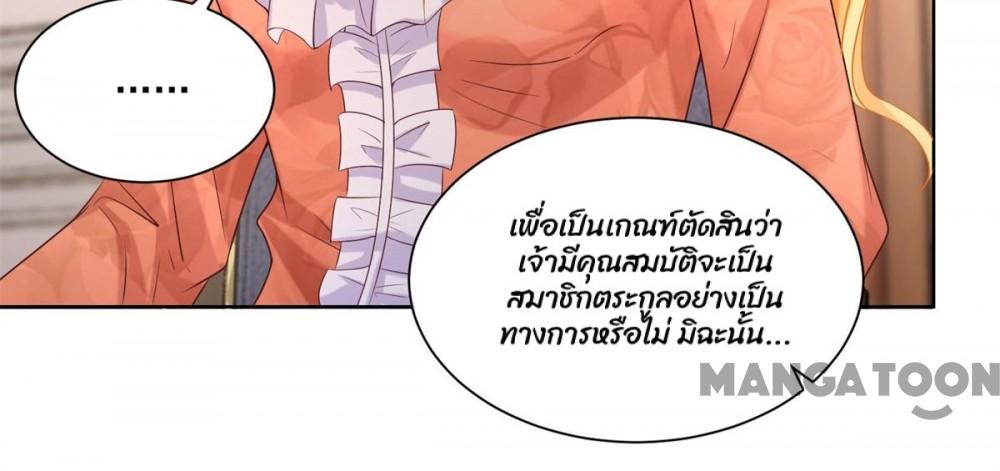 ......
เพื่อเป็นเกณฑ์ตัดสินว่า
เจ้ามีคุณสมบัติจะเป็น
สมาชิกตระกูลอย่างเป็น
ทางการหรือไม่ มิฉะนั้น...
MANGATOON